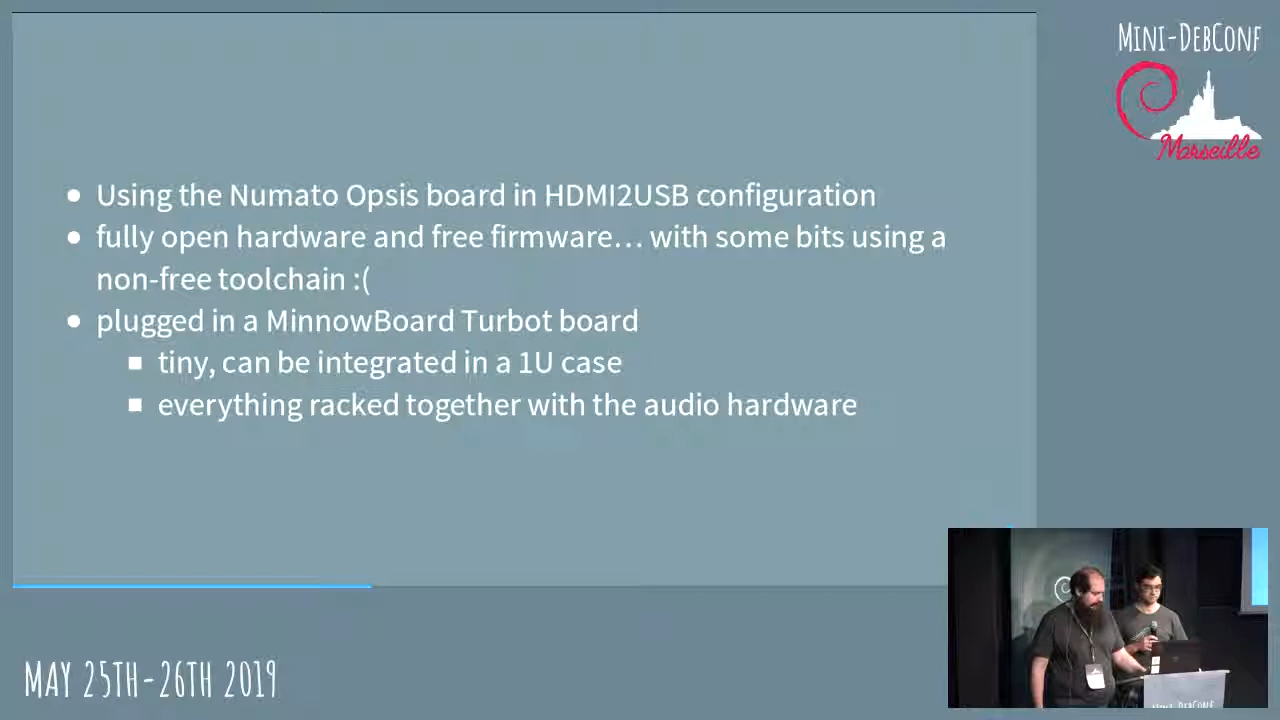 MINI-DEBCONF
Marseille
• Using the Numato Opsis board in HDMI2USB configuration
• fully open hardware and free firmware… with some bits using a
non-free toolchain :(
• plugged in a MinnowBoard Turbot board
▪ tiny, can be integrated in a 1U case
▪ everything racked together with the audio hardware
MINI-DEBCONF
MAY 25TH-26TH 2019